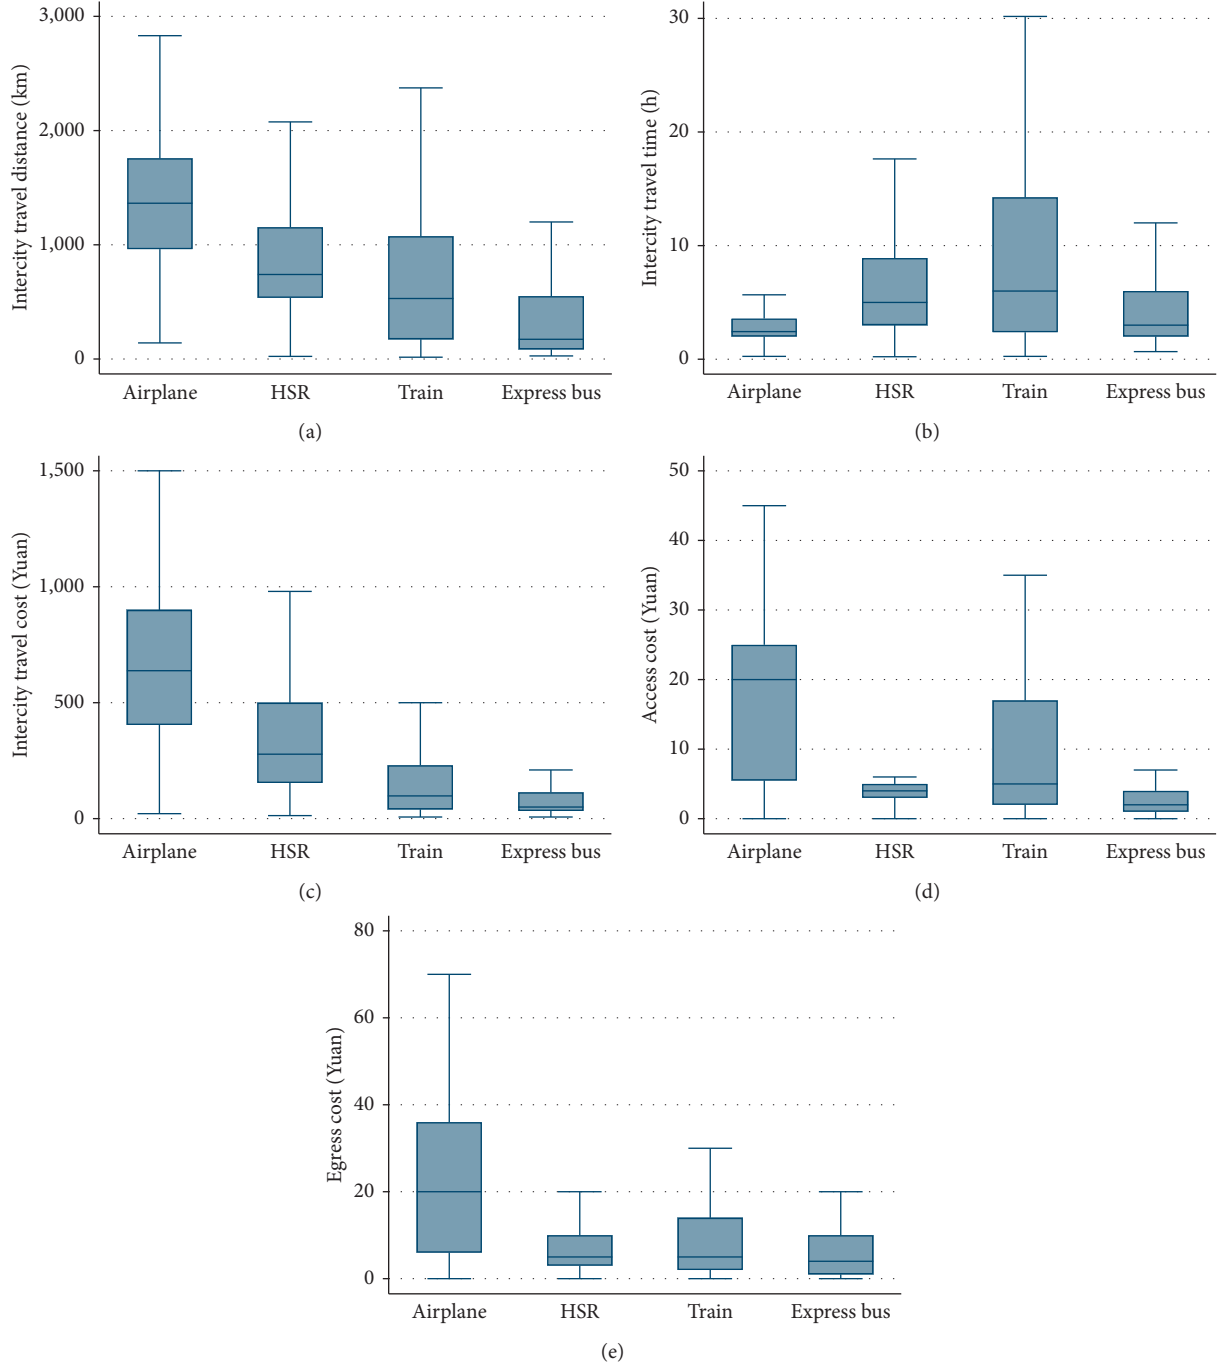 Intercity travel distance (km)
3,000
2,000
1,000
0
Airplane
HSR
Train
Express bus
(a)
Intercity travel time (h)
30
20
10
0
Airplane
HSR
Train
Express bus
(b)
Intercity travel cost (Yuan)
1,500
1,000
500
0
Airplane
HSR
Train
Express bus
(c)
Access cost (Yuan)
50
40
30
20
10
0
Airplane
HSR
Train
Express bus
(d)
Egress cost (Yuan)
80
60
40
20
0
Airplane
HSR
Train
Express bus
(e)